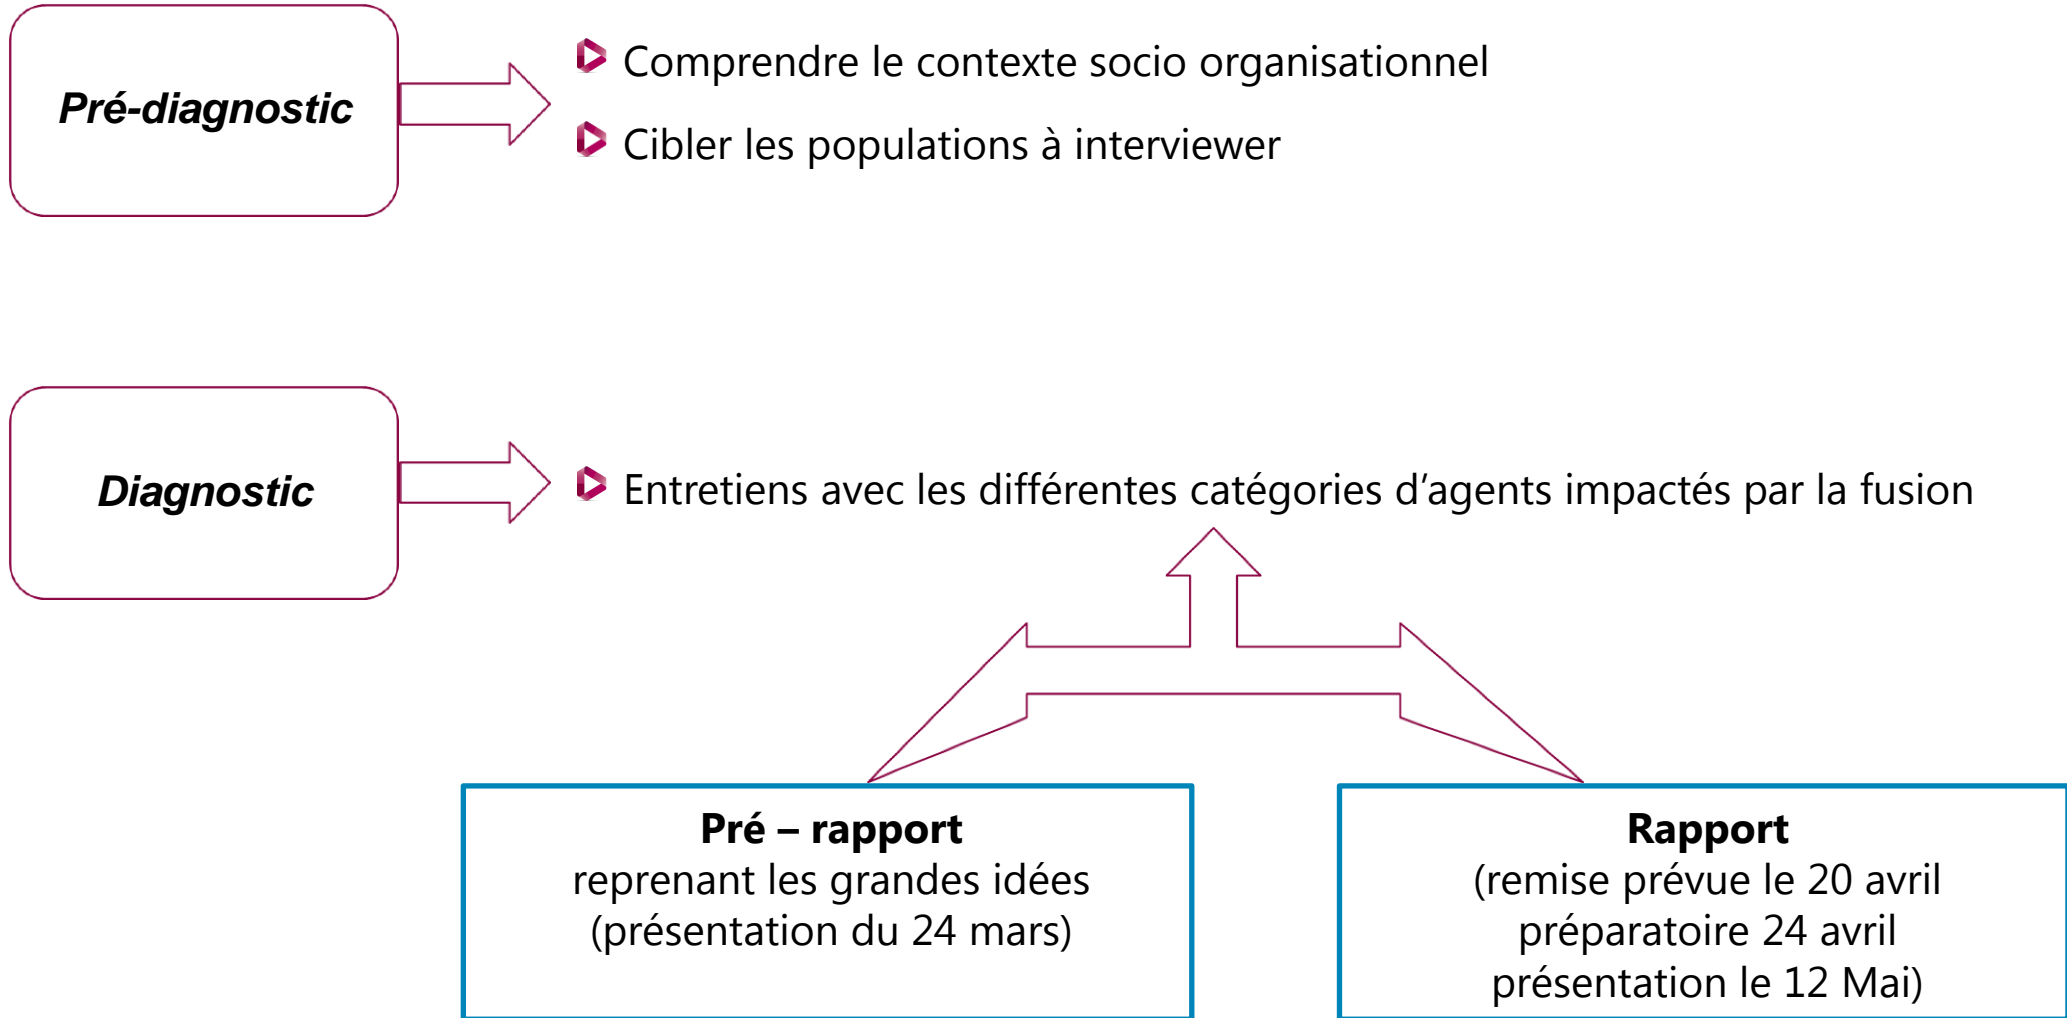 Pré-diagnostic
Comprendre le contexte socio organisationnel
Cibler les populations à interviewer
Diagnostic
Entretiens avec les différentes catégories d’agents impactés par la fusion
Pré – rapport
reprenant les grandes idées
(présentation du 24 mars)
Rapport
(remise prévue le 20 avril
préparatoire 24 avril
présentation le 12 Mai)